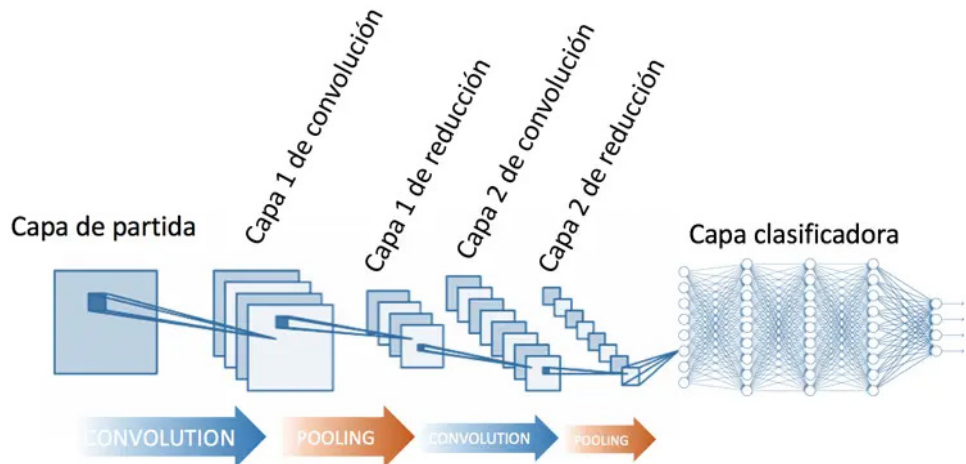 Capa de partida
Capa 1 de convolución
Capa 1 de reducción
Capa 2 de convolución
Capa 2 de reducción
Capa clasificadora
CONVOLUTION
POOLING
CONVOLUTION
POOLING